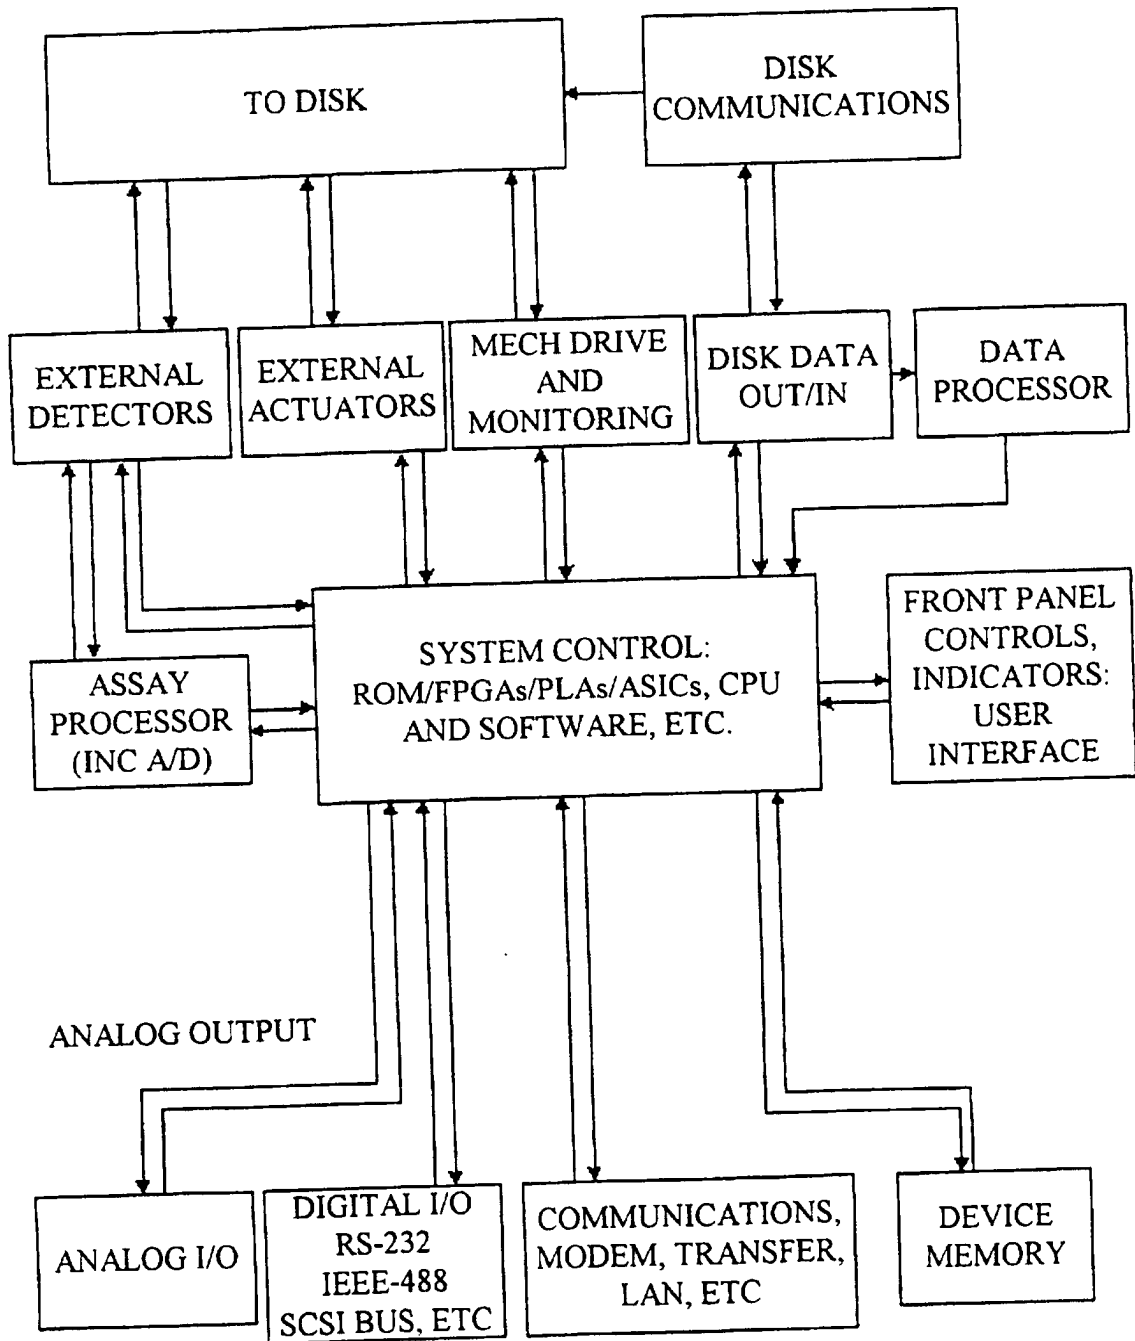 TO DISK
DISK
COMMUNICATIONS
EXTERNAL
DETECTORS
EXTERNAL
ACTUATORS
MECH DRIVE
AND
MONITORING
DISK DATA
OUT/IN
DATA
PROCESSOR
ASSAY
PROCESSOR
(INC A/D)
SYSTEM CONTROL:
ROM/FPGAs/PLAs/ASICs, CPU
AND SOFTWARE, ETC.
FRONT PANEL
CONTROLS,
INDICATORS:
USER
INTERFACE
ANALOG OUTPUT
ANALOG I/O
DIGITAL I/O
RS-232
IEEE-488
SCSI BUS, ETC
COMMUNICATIONS,
MODEM, TRANSFER,
LAN, ETC
DEVICE
MEMORY